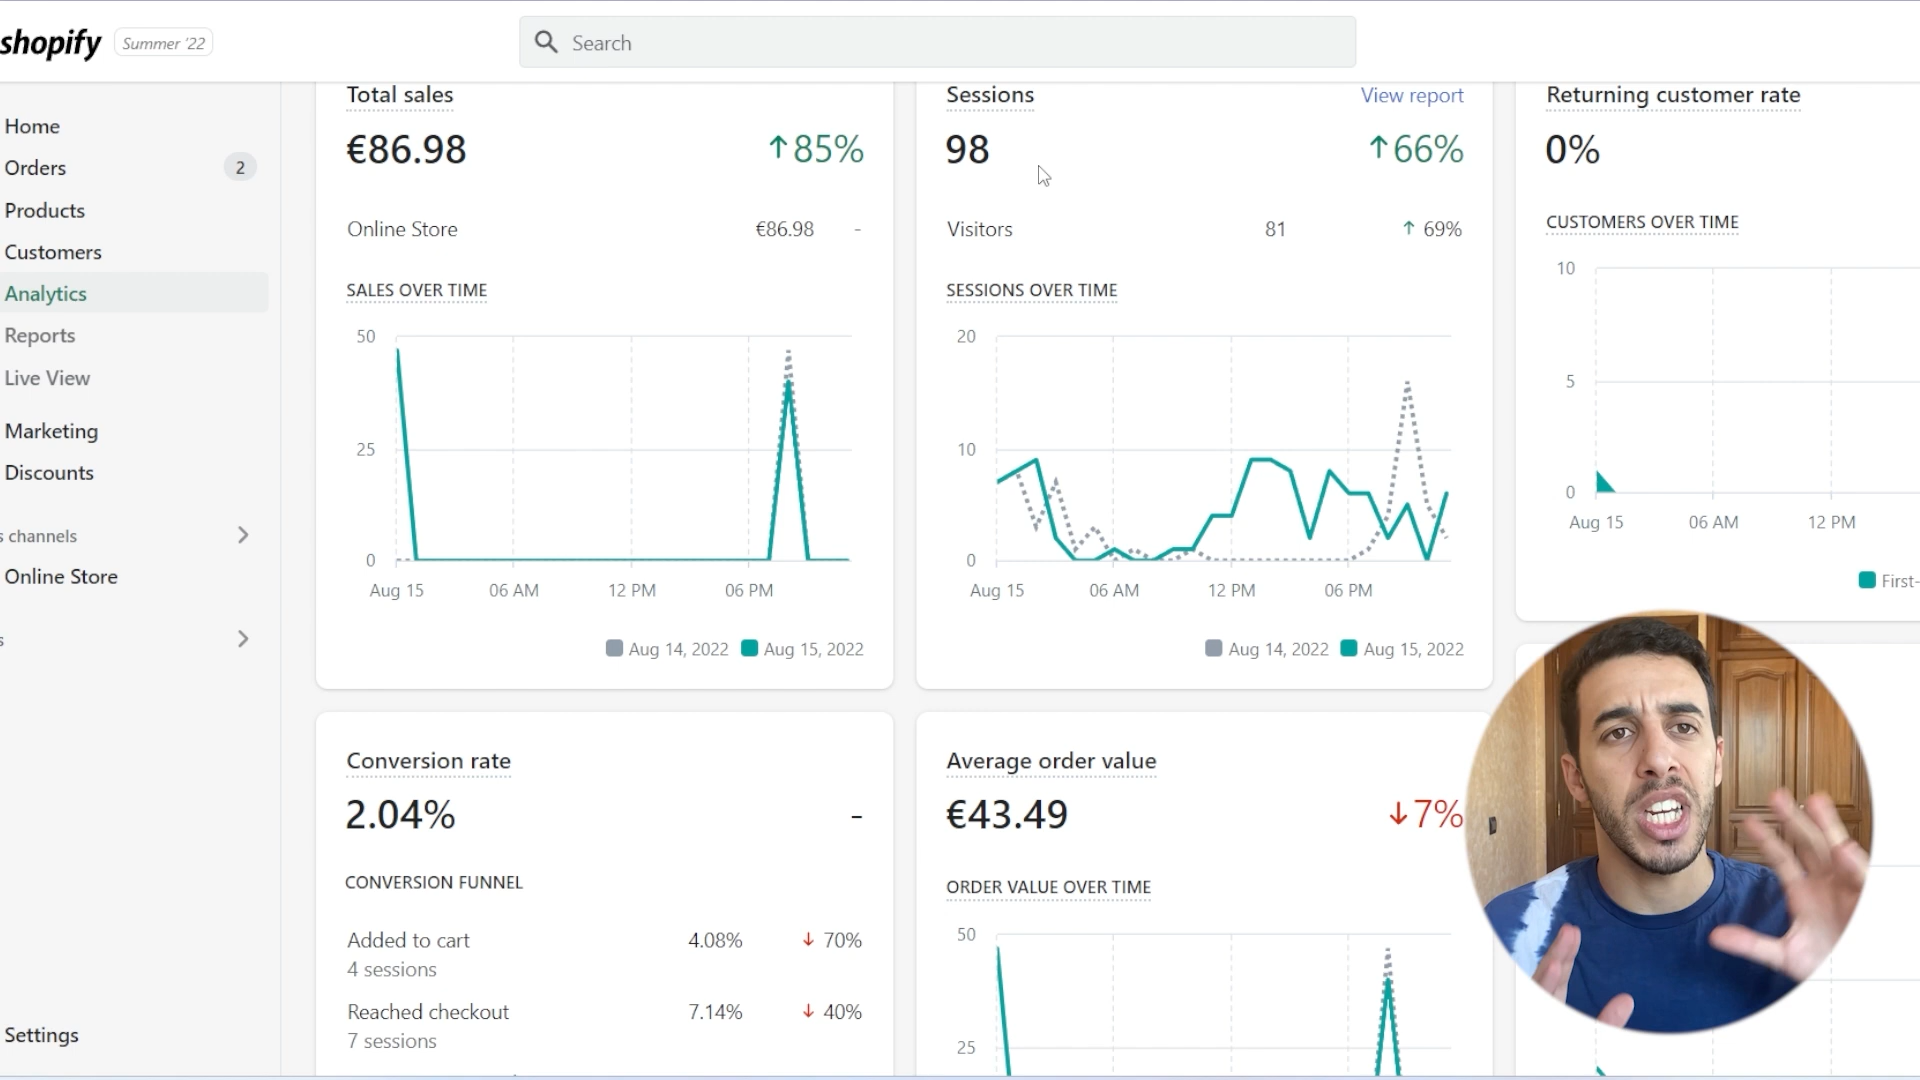 shopify
Summer '22
Search
Home
Orders
2
Products
Customers
Analytics
Reports
Live View
Marketing
Discounts
s channels
Online Store
s
Settings
Total sales
€86.98
↑85%
Online Store €86.98 -
SALES OVER TIME
50
25
0
Aug 15 06 AM 12 PM 06 PM
Aug 14, 2022 Aug 15, 2022
Sessions View report
98
↑66%
Visitors 81 ↑ 69%
SESSIONS OVER TIME
20
10
0
Aug 15 06 AM 12 PM 06 PM
Aug 14, 2022 Aug 15, 2022
Returning customer rate
0%
CUSTOMERS OVER TIME
10
5
0
Aug 15 06 AM 12 PM
First-
Conversion rate
2.04%
-
CONVERSION FUNNEL
Added to cart 4.08% ↓ 70%
4 sessions
Reached checkout 7.14% ↓ 40%
7 sessions
Average order value
€43.49
↓7%
ORDER VALUE OVER TIME
50
25